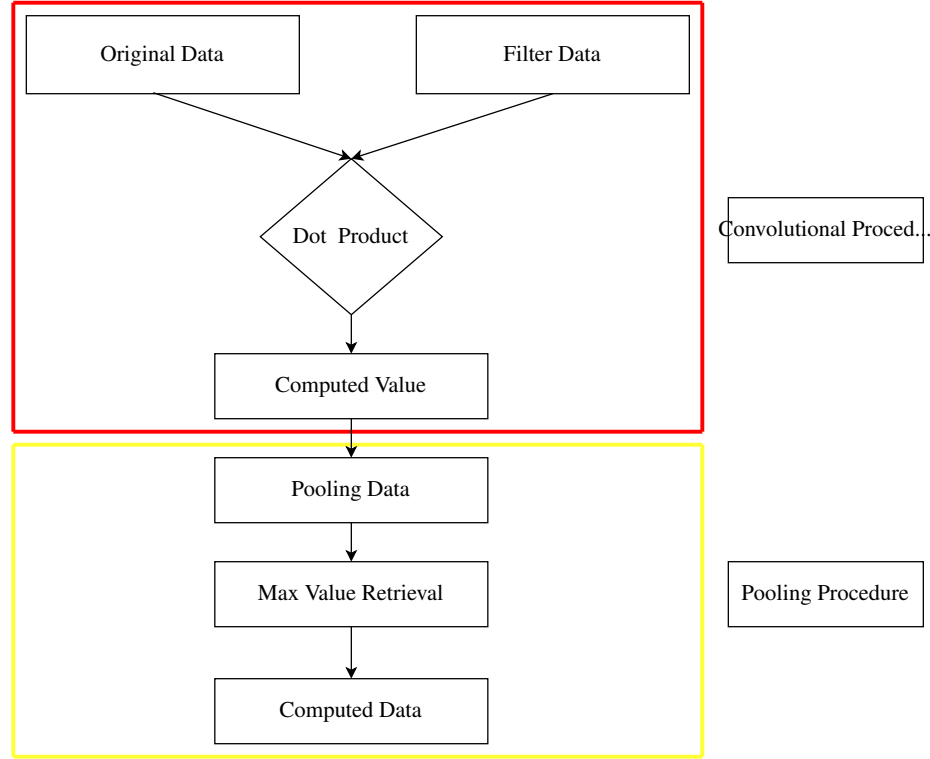 Original Data
Filter Data
Dot Product
Convolutional Proced...
Computed Value
Pooling Data
Max Value Retrieval
Pooling Procedure
Computed Data